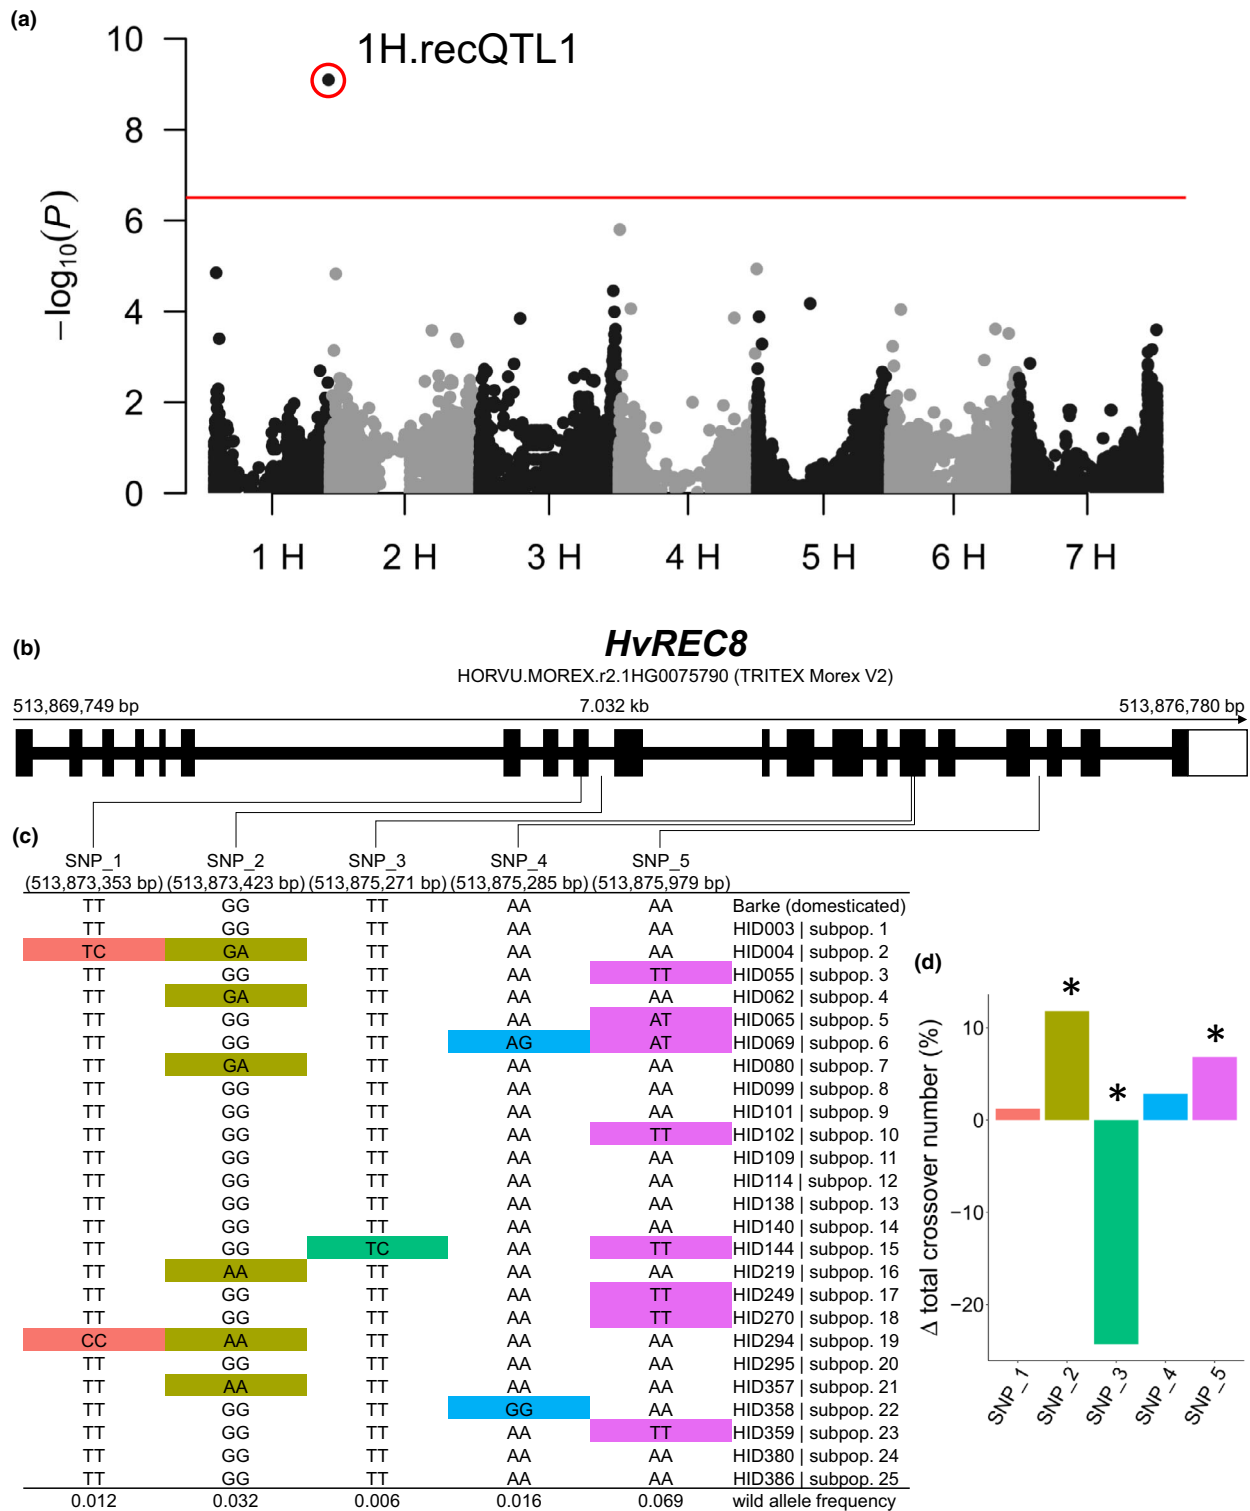 (a)
1H.recQTL1
10
8
6
4
2
0
−log10(P)
1 H 2 H 3 H 4 H 5 H 6 H 7 H
(b)
HvREC8
HORVU.MOREX.r2.1HG0075790 (TRITEX Morex V2)
513,869,749 bp 7.032 kb 513,876,780 bp
(c)
SNP_1 SNP_2 SNP_3 SNP_4 SNP_5
(513,873,353 bp) (513,873,423 bp) (513,875,271 bp) (513,875,285 bp) (513,875,979 bp)
TT GG TT AA AA Barke (domesticated)
TT GG TT AA AA HID003 | subpop. 1
TC GA TT AA AA HID004 | subpop. 2
TT GG TT AA TT HID055 | subpop. 3
TT GA TT AA AA HID062 | subpop. 4
TT GG TT AA AT HID065 | subpop. 5
TT GG TT AG AT HID069 | subpop. 6
TT GA TT AA AA HID080 | subpop. 7
TT GG TT AA AA HID099 | subpop. 8
TT GG TT AA AA HID101 | subpop. 9
TT GG TT AA TT HID102 | subpop. 10
TT GG TT AA AA HID109 | subpop. 11
TT GG TT AA AA HID114 | subpop. 12
TT GG TT AA AA HID138 | subpop. 13
TT GG TT AA AA HID140 | subpop. 14
TT GG TC AA TT HID144 | subpop. 15
TT AA TT AA AA HID219 | subpop. 16
TT GG TT AA TT HID249 | subpop. 17
TT GG TT AA TT HID270 | subpop. 18
CC AA TT AA AA HID294 | subpop. 19
TT GG TT AA AA HID295 | subpop. 20
TT AA TT AA AA HID357 | subpop. 21
TT GG TT GG AA HID358 | subpop. 22
TT GG TT AA TT HID359 | subpop. 23
TT GG TT AA AA HID380 | subpop. 24
TT GG TT AA AA HID386 | subpop. 25
0.012 0.032 0.006 0.016 0.069 wild allele frequency
(d)
* * *
10
0
−10
−20
Δ total crossover number (%)
SNP_1 SNP_2 SNP_3 SNP_4 SNP_5